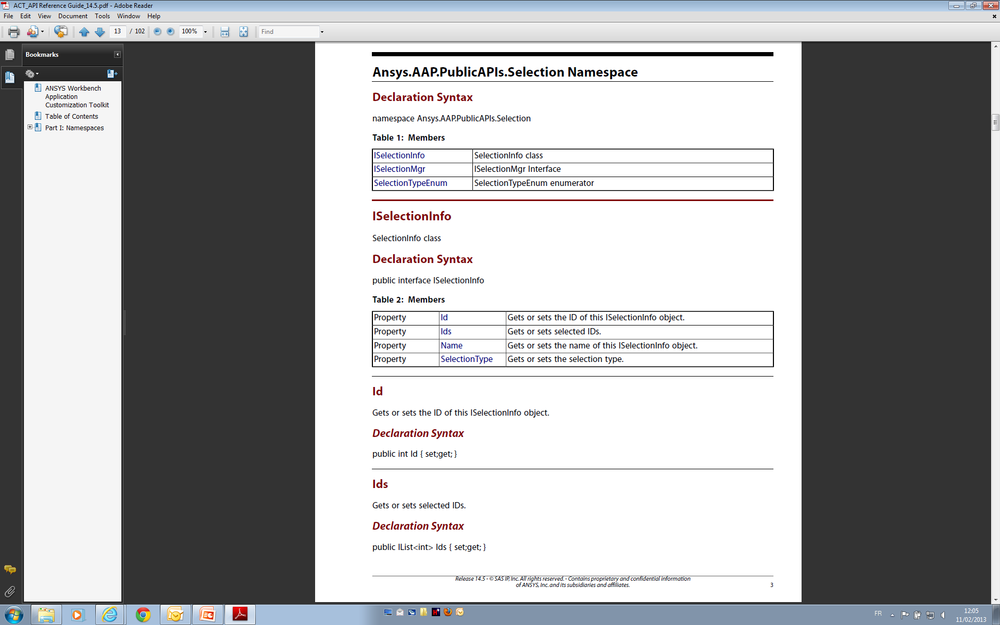 ACT_API Reference Guide_14.5.pdf - Adobe Reader
File Edit View Document Tools Window Help
13 / 102 100% Find
Bookmarks
ANSYS Workbench
Application
Customization Toolkit
Table of Contents
Part I: Namespaces
Ansys.AAP.PublicAPIs.Selection Namespace
Declaration Syntax
namespace Ansys.AAP.PublicAPIs.Selection
Table 1: Members
ISelectionInfo SelectionInfo class
ISelectionMgr ISelectionMgr Interface
SelectionTypeEnum SelectionTypeEnum enumerator
ISelectionInfo
SelectionInfo class
Declaration Syntax
public interface ISelectionInfo
Table 2: Members
Property Id Gets or sets the ID of this ISelectionInfo object.
Property Ids Gets or sets selected IDs.
Property Name Gets or sets the name of this ISelectionInfo object.
Property SelectionType Gets or sets the selection type.
Id
Gets or sets the ID of this ISelectionInfo object.
Declaration Syntax
public int Id { set;get; }
Ids
Gets or sets selected IDs.
Declaration Syntax
public IList<int> Ids { set;get; }
Release 14.5 - © SAS IP, Inc. All rights reserved. - Contains proprietary and confidential information
of ANSYS, Inc. and its subsidiaries and affiliates.
3
FR
12:05
11/02/2013